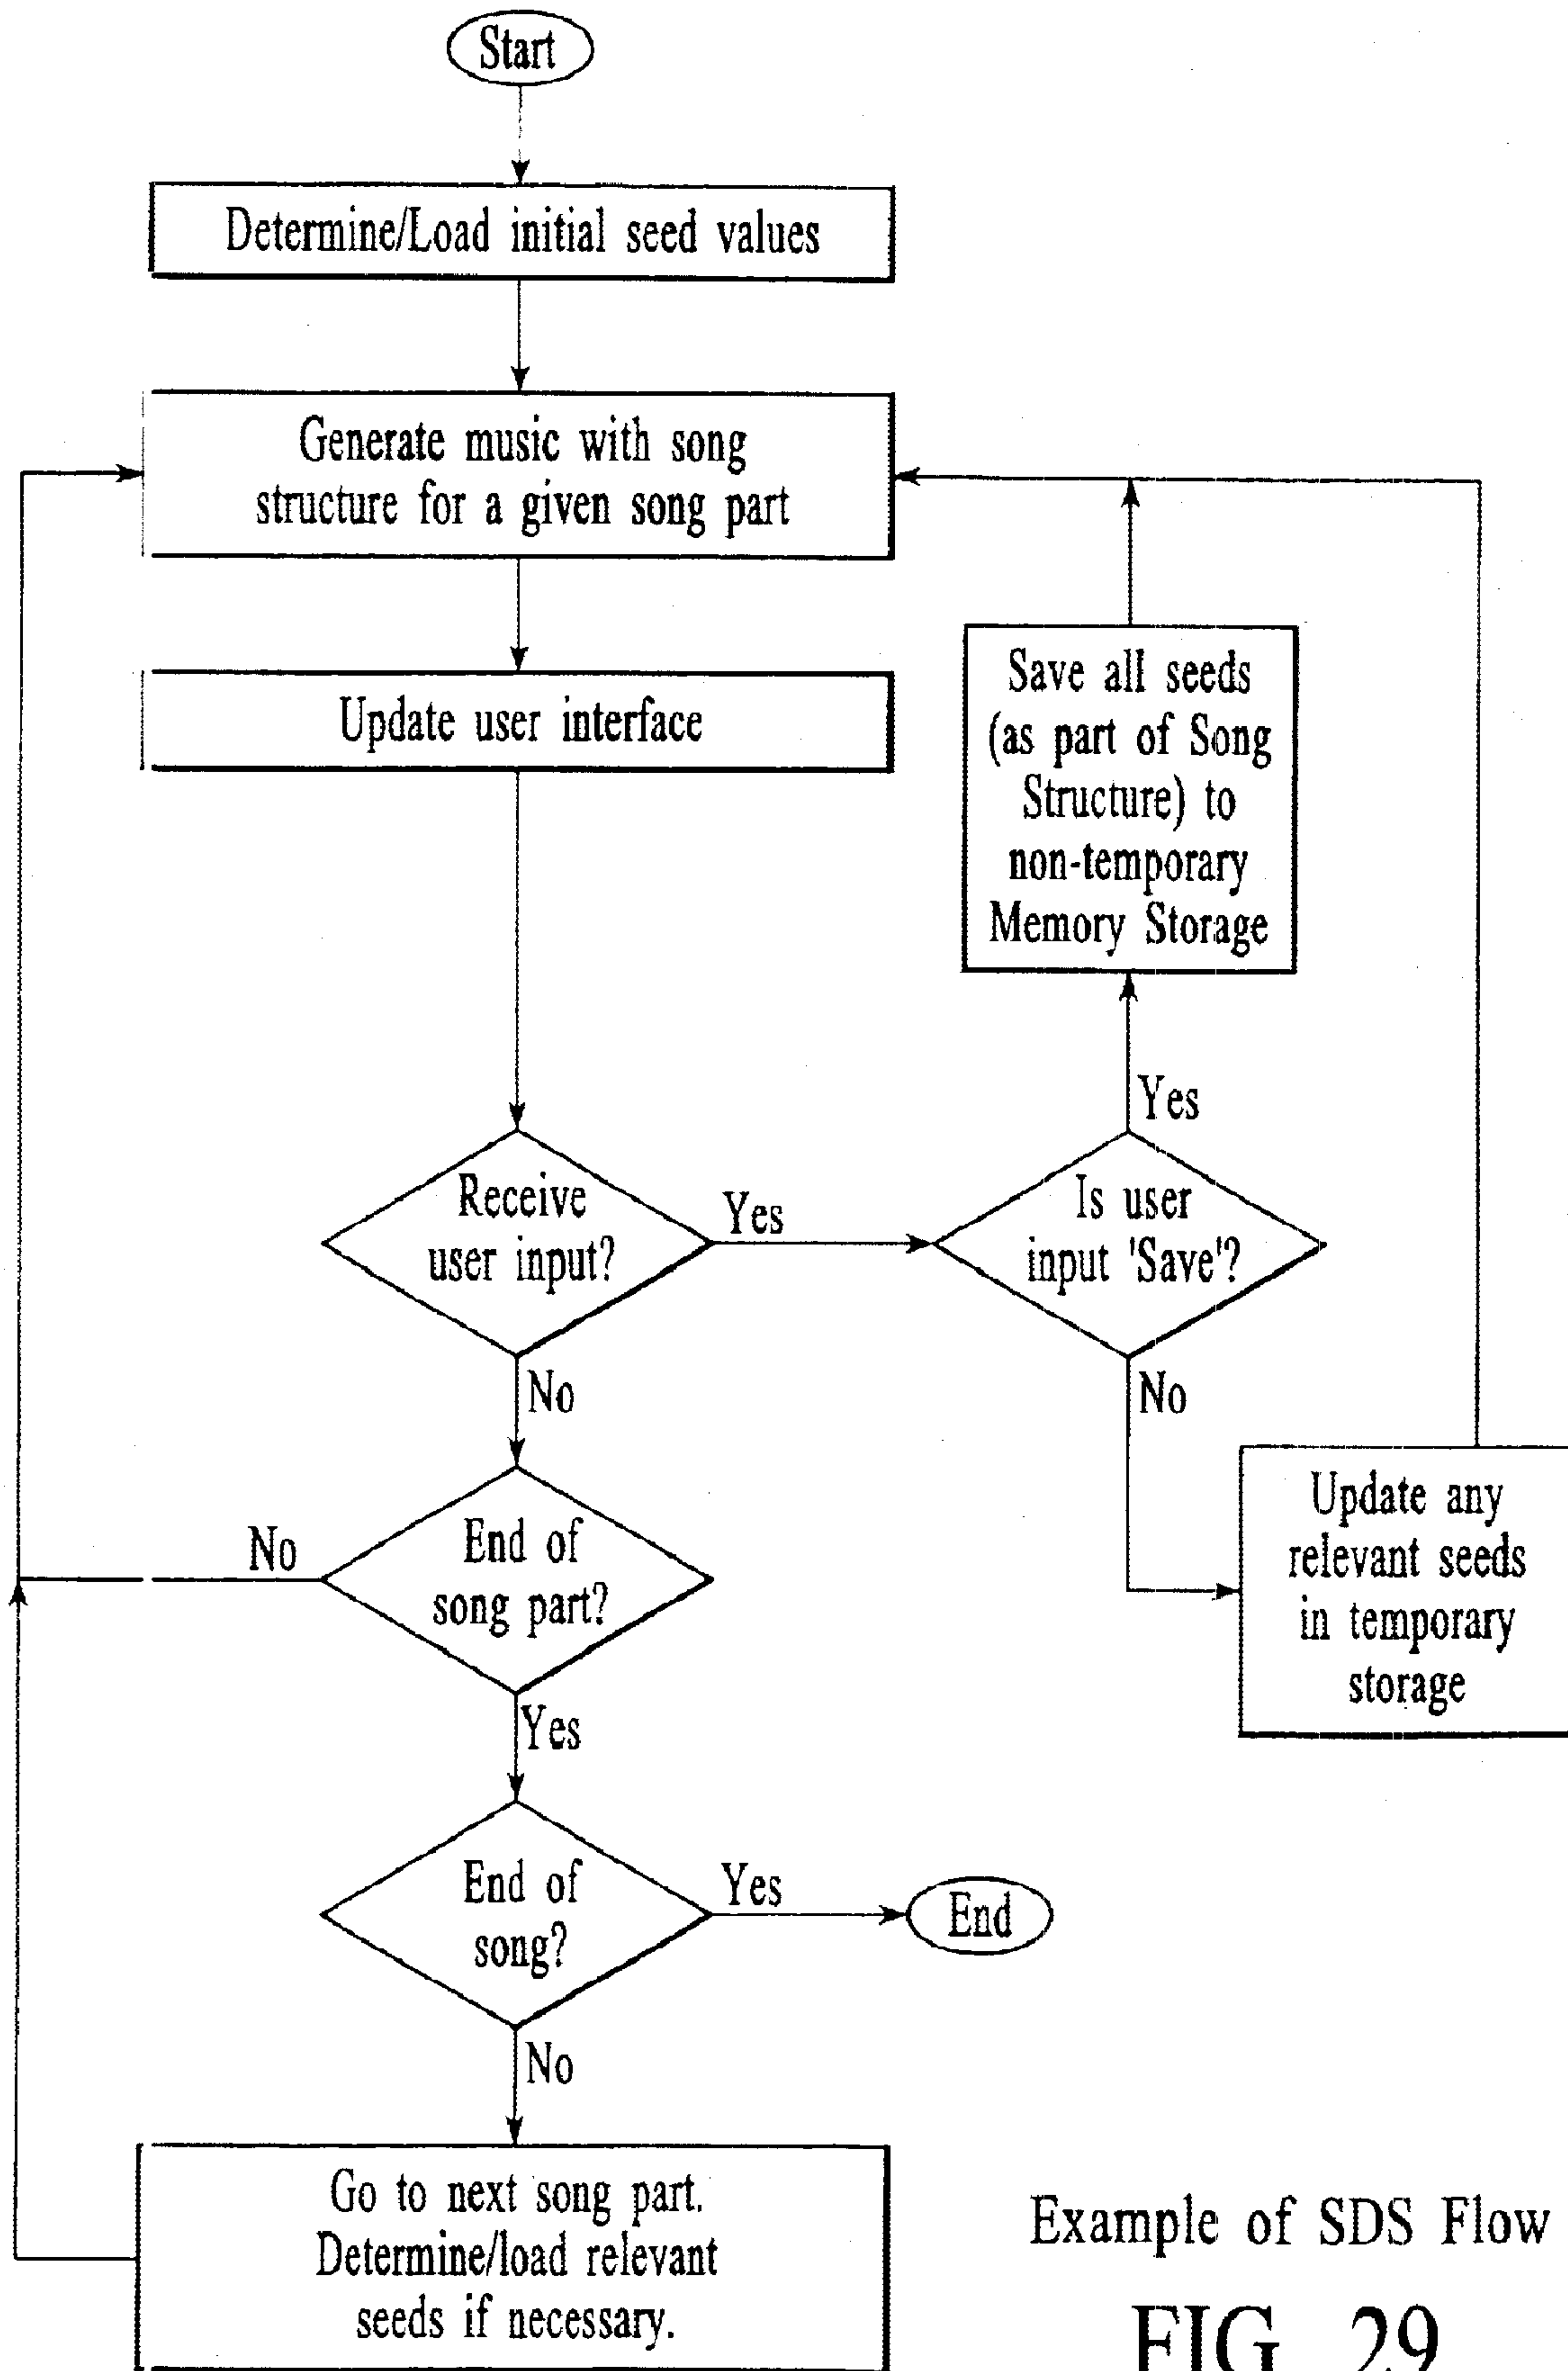 Start
Determine/Load initial seed values
Generate music with song
structure for a given song part
Update user interface
Save all seeds
(as part of Song
Structure) to
non-temporary
Memory Storage
Yes
Receive
user input?
Yes
Is user
input 'Save'?
No
No
Update any
relevant seeds
in temporary
storage
No
End of
song part?
Yes
End of
song?
Yes
End
No
Go to next song part.
Determine/load relevant
seeds if necessary.
Example of SDS Flow
FIG. 29